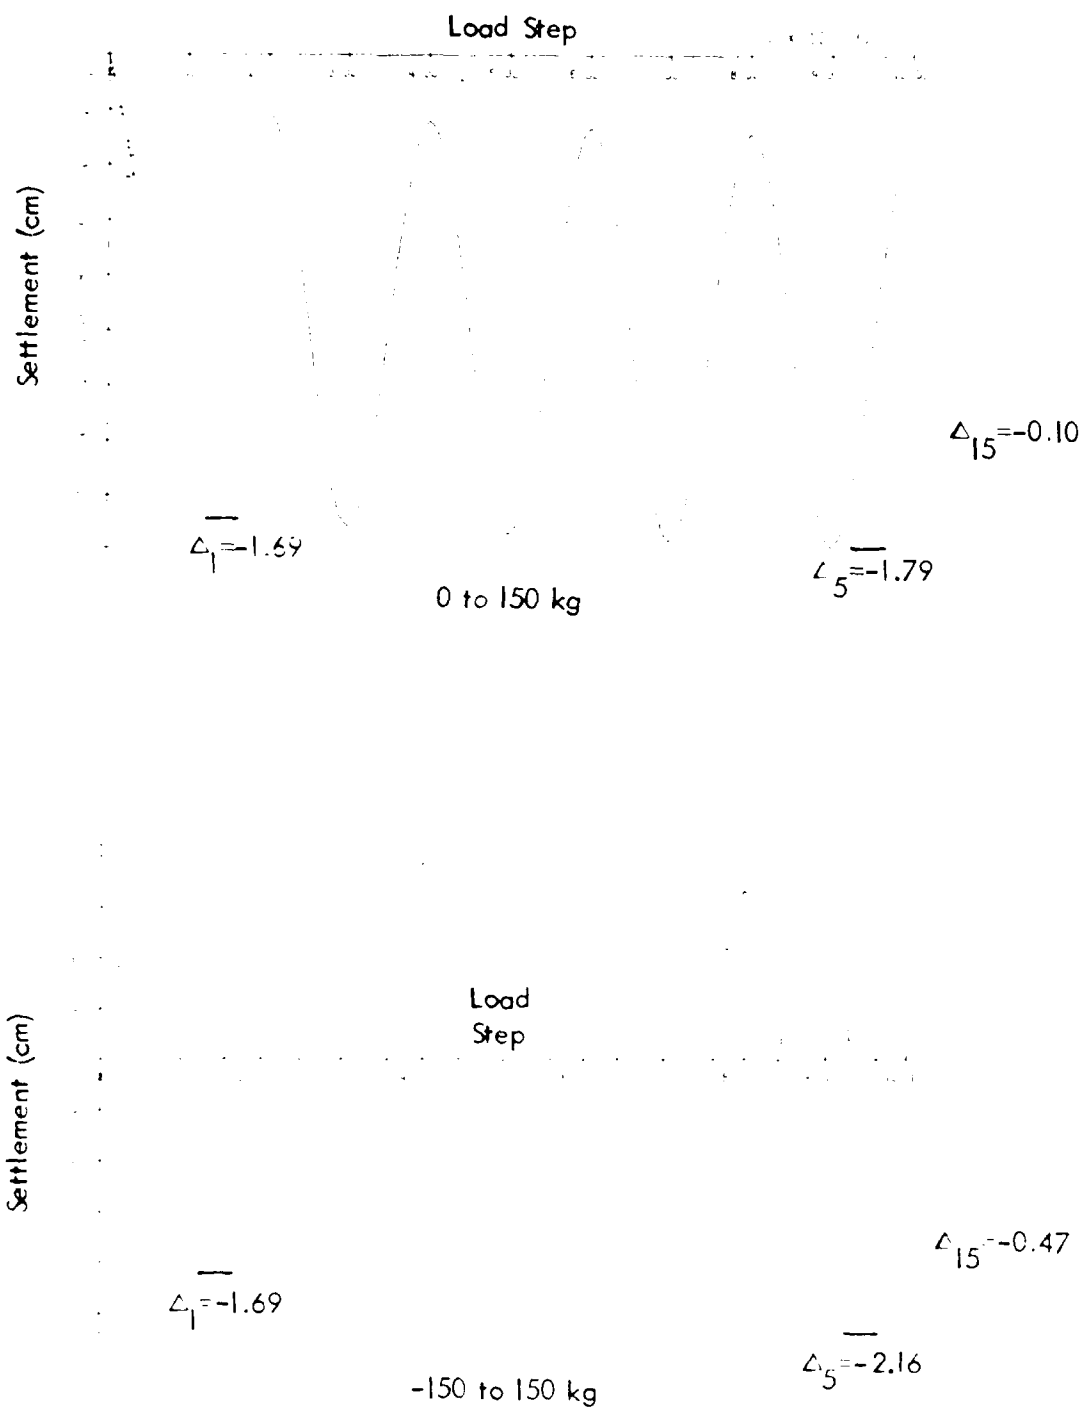 Load Step
Settlement (cm)
Δ15=-0.10
Δ1=-1.69
Δ5=-1.79
0 to 150 kg
Load
Step
Settlement (cm)
Δ15=-0.47
Δ1=-1.69
Δ5=-2.16
-150 to 150 kg